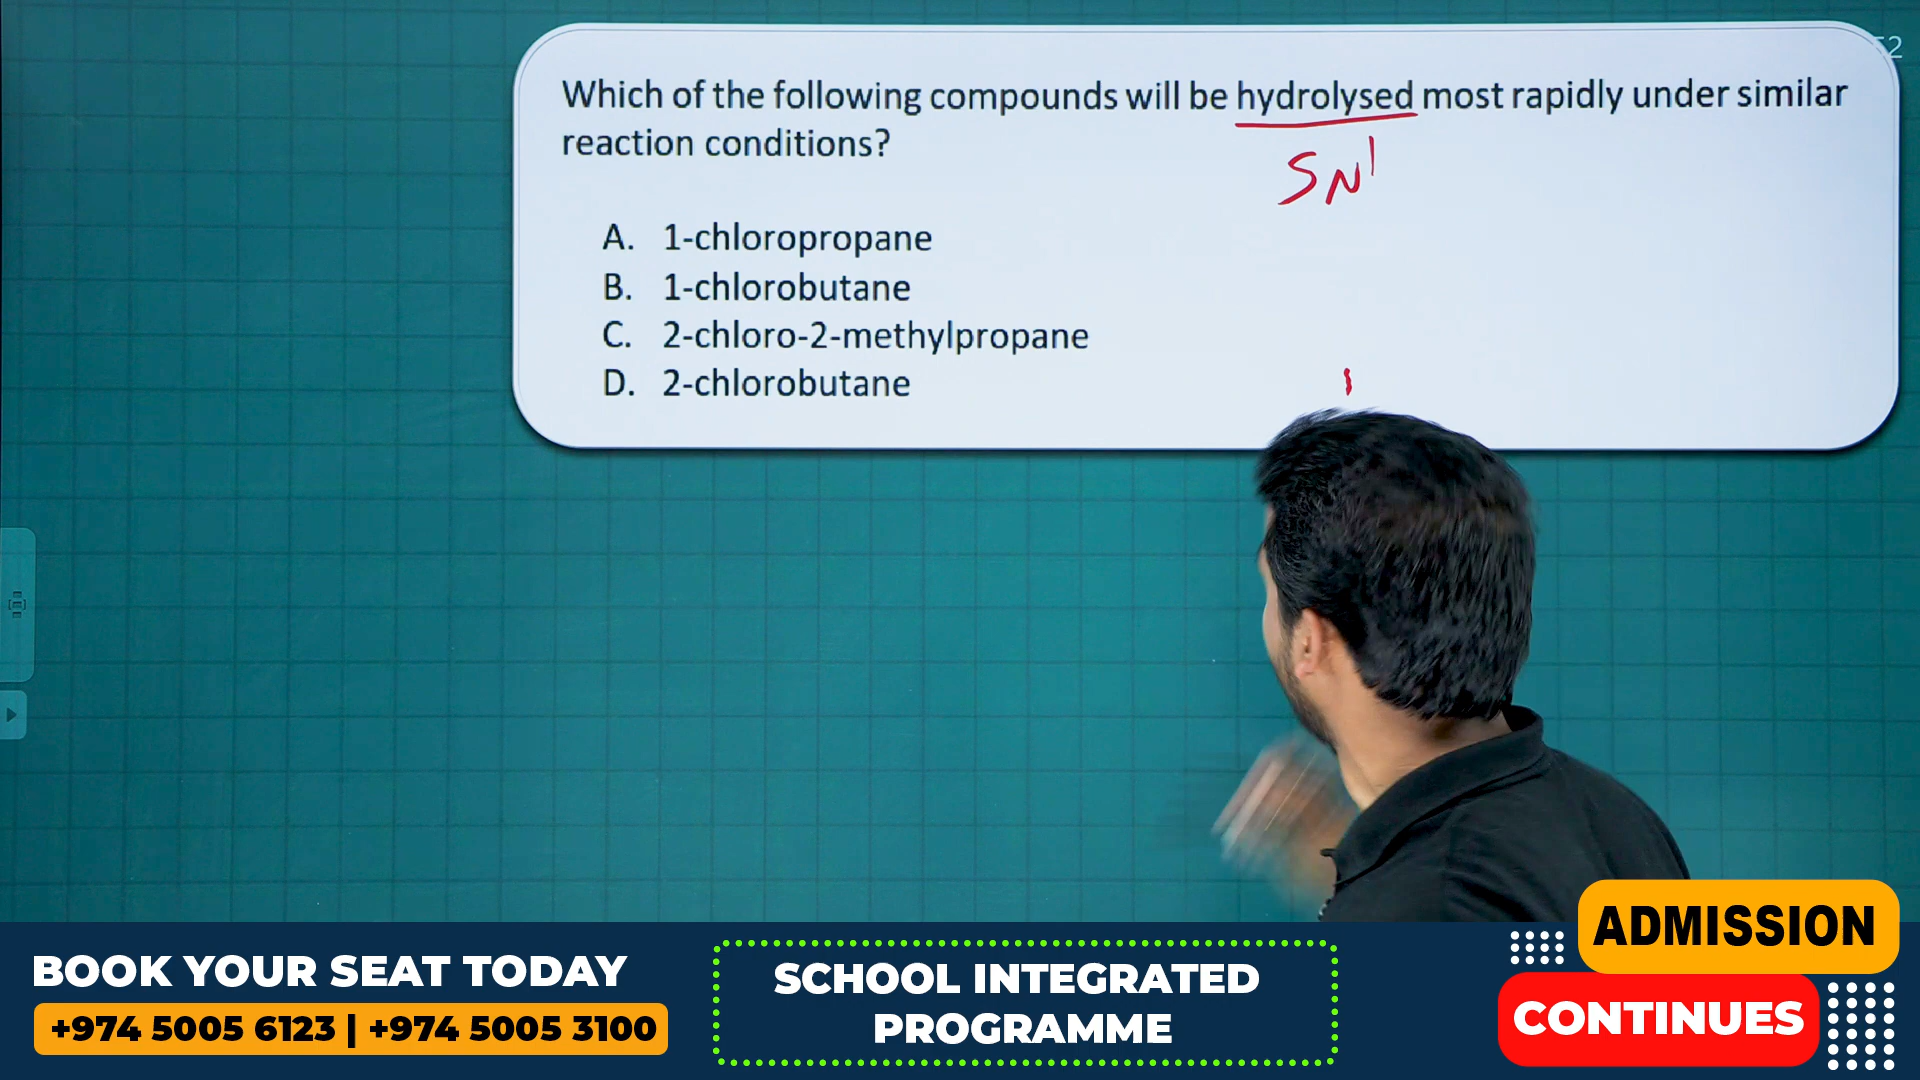 Which of the following compounds will be hydrolysed most rapidly under similar
reaction conditions?
SN1
A. 1-chloropropane
B. 1-chlorobutane
C. 2-chloro-2-methylpropane
D. 2-chlorobutane
BOOK YOUR SEAT TODAY
+974 5005 6123 | +974 5005 3100
SCHOOL INTEGRATED
PROGRAMME
ADMISSION
CONTINUES